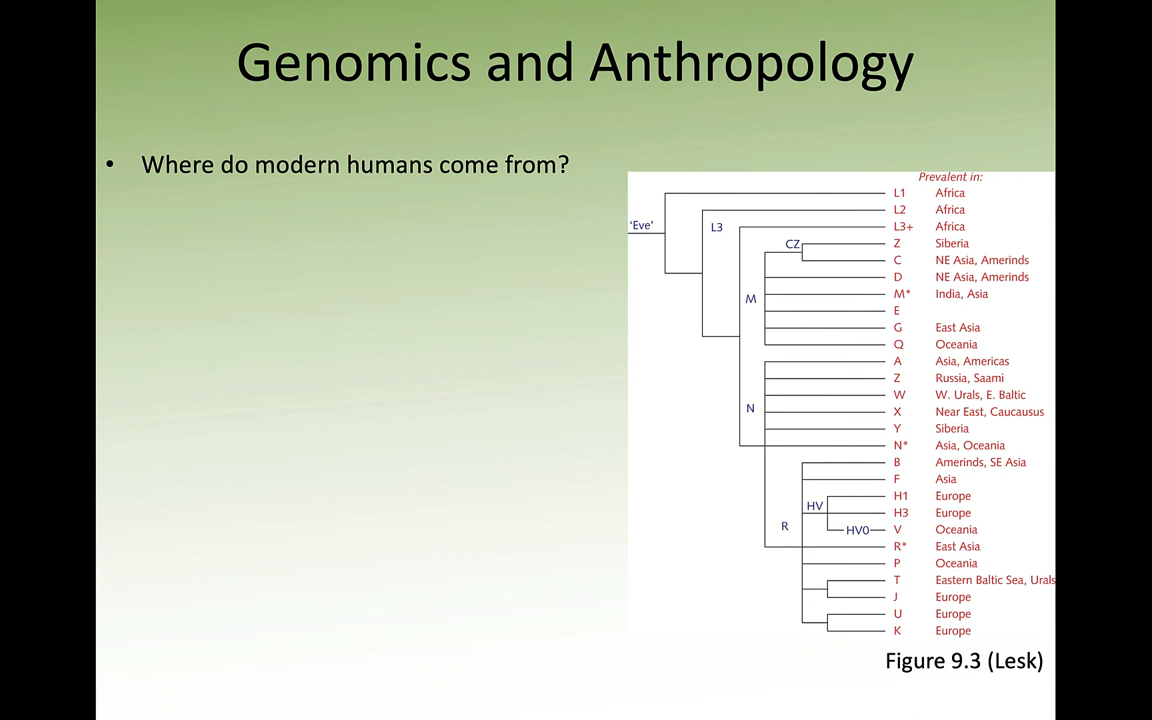 Genomics and Anthropology
• Where do modern humans come from?
Prevalent in:
L1 Africa
L2 Africa
'Eve' L3 L3+ Africa
CZ Z Siberia
C NE Asia, Amerinds
D NE Asia, Amerinds
M M* India, Asia
E
G East Asia
Q Oceania
A Asia, Americas
Z Russia, Saami
W W. Urals, E. Baltic
N X Near East, Caucausus
Y Siberia
N* Asia, Oceania
B Amerinds, SE Asia
F Asia
H1 Europe
HV H3 Europe
R HV0 V Oceania
R* East Asia
P Oceania
T Eastern Baltic Sea, Urals
J Europe
U Europe
K Europe
Figure 9.3 (Lesk)